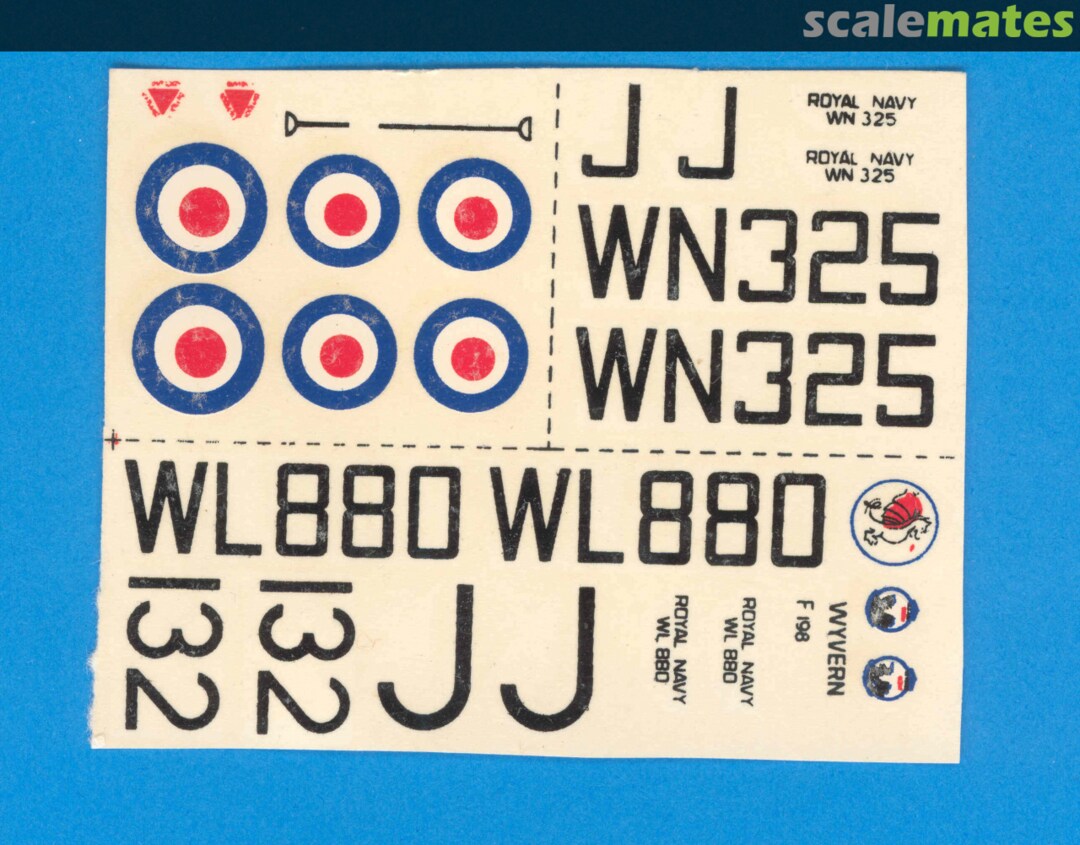 scalemates
J J
ROYAL NAVY
WN 325
ROYAL NAVY
WN 325
WN325
WN325
WL880 WL880
132 132
J J
ROYAL NAVY
WL 880
ROYAL NAVY
WL 880
WYVERN
F 198